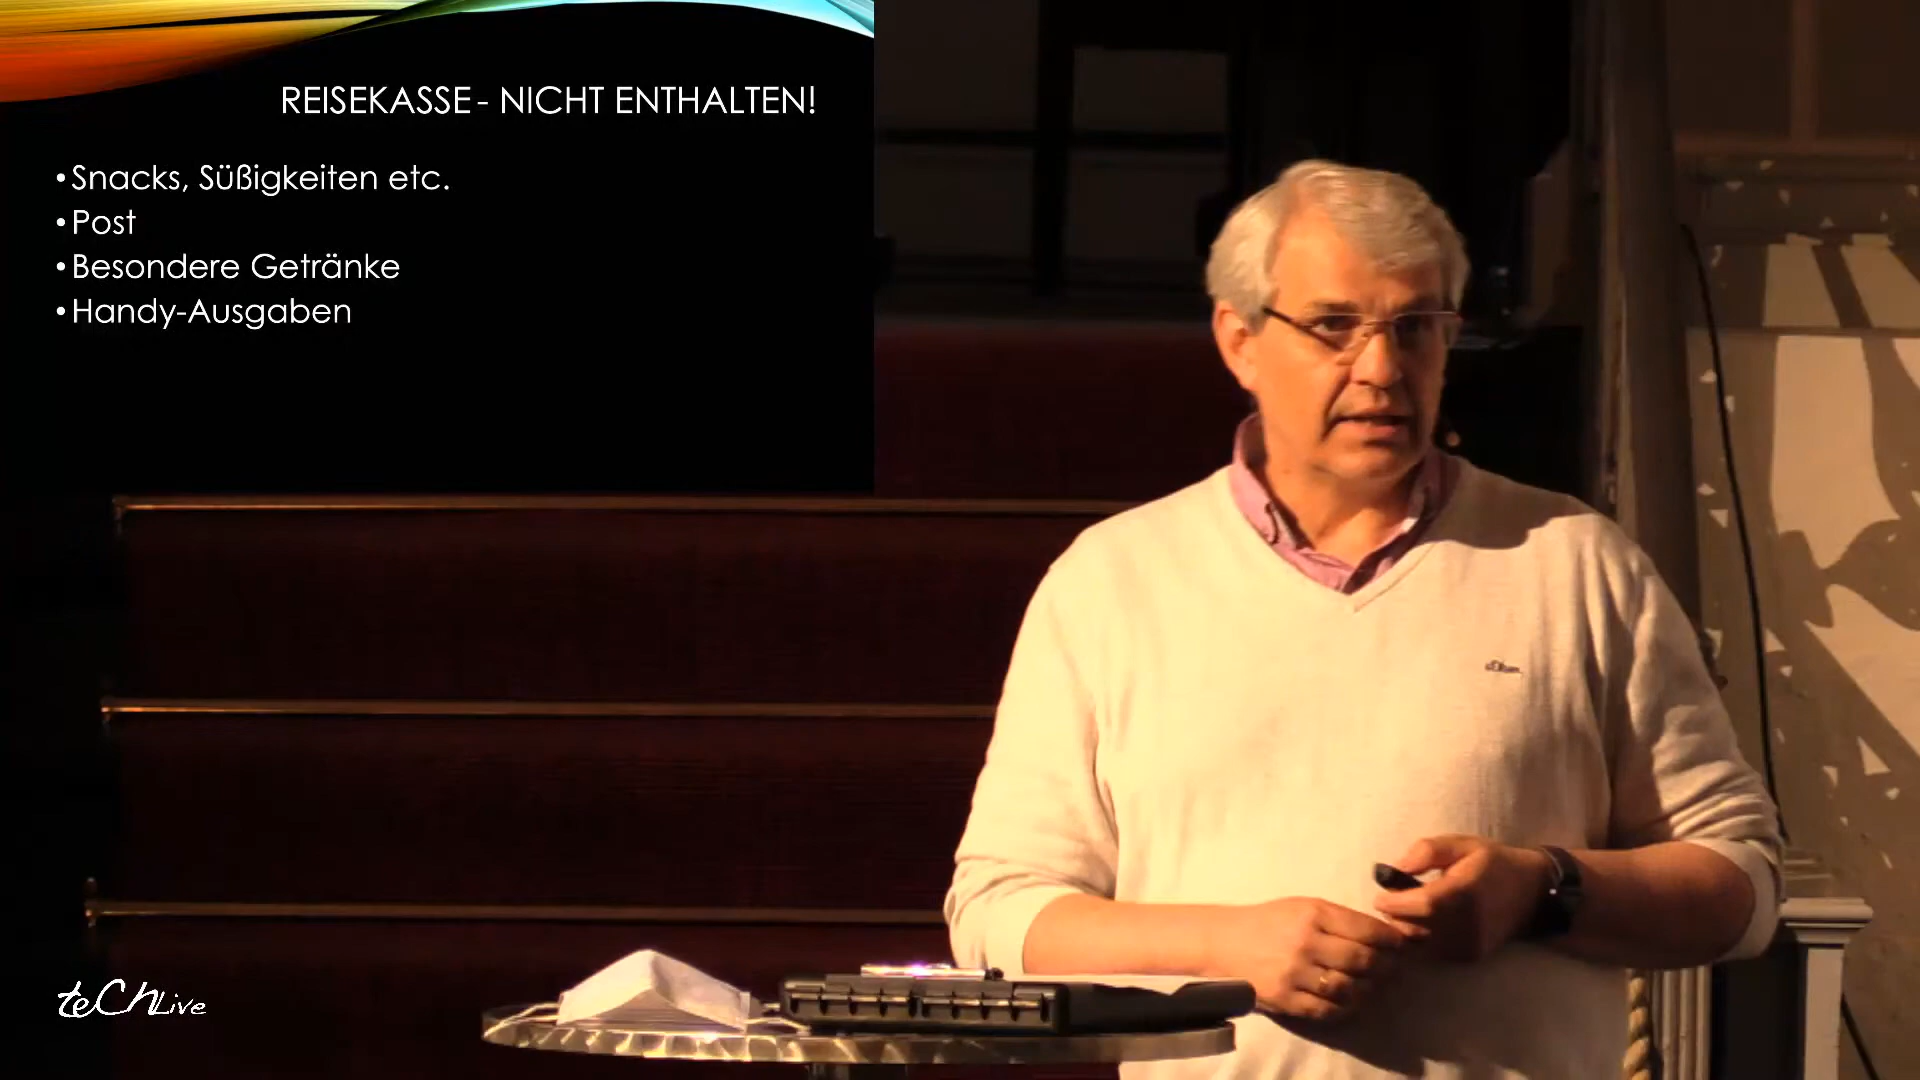 REISEKASSE - NICHT ENTHALTEN!
• Snacks, Süßigkeiten etc.
• Post
• Besondere Getränke
• Handy-Ausgaben
teChLive